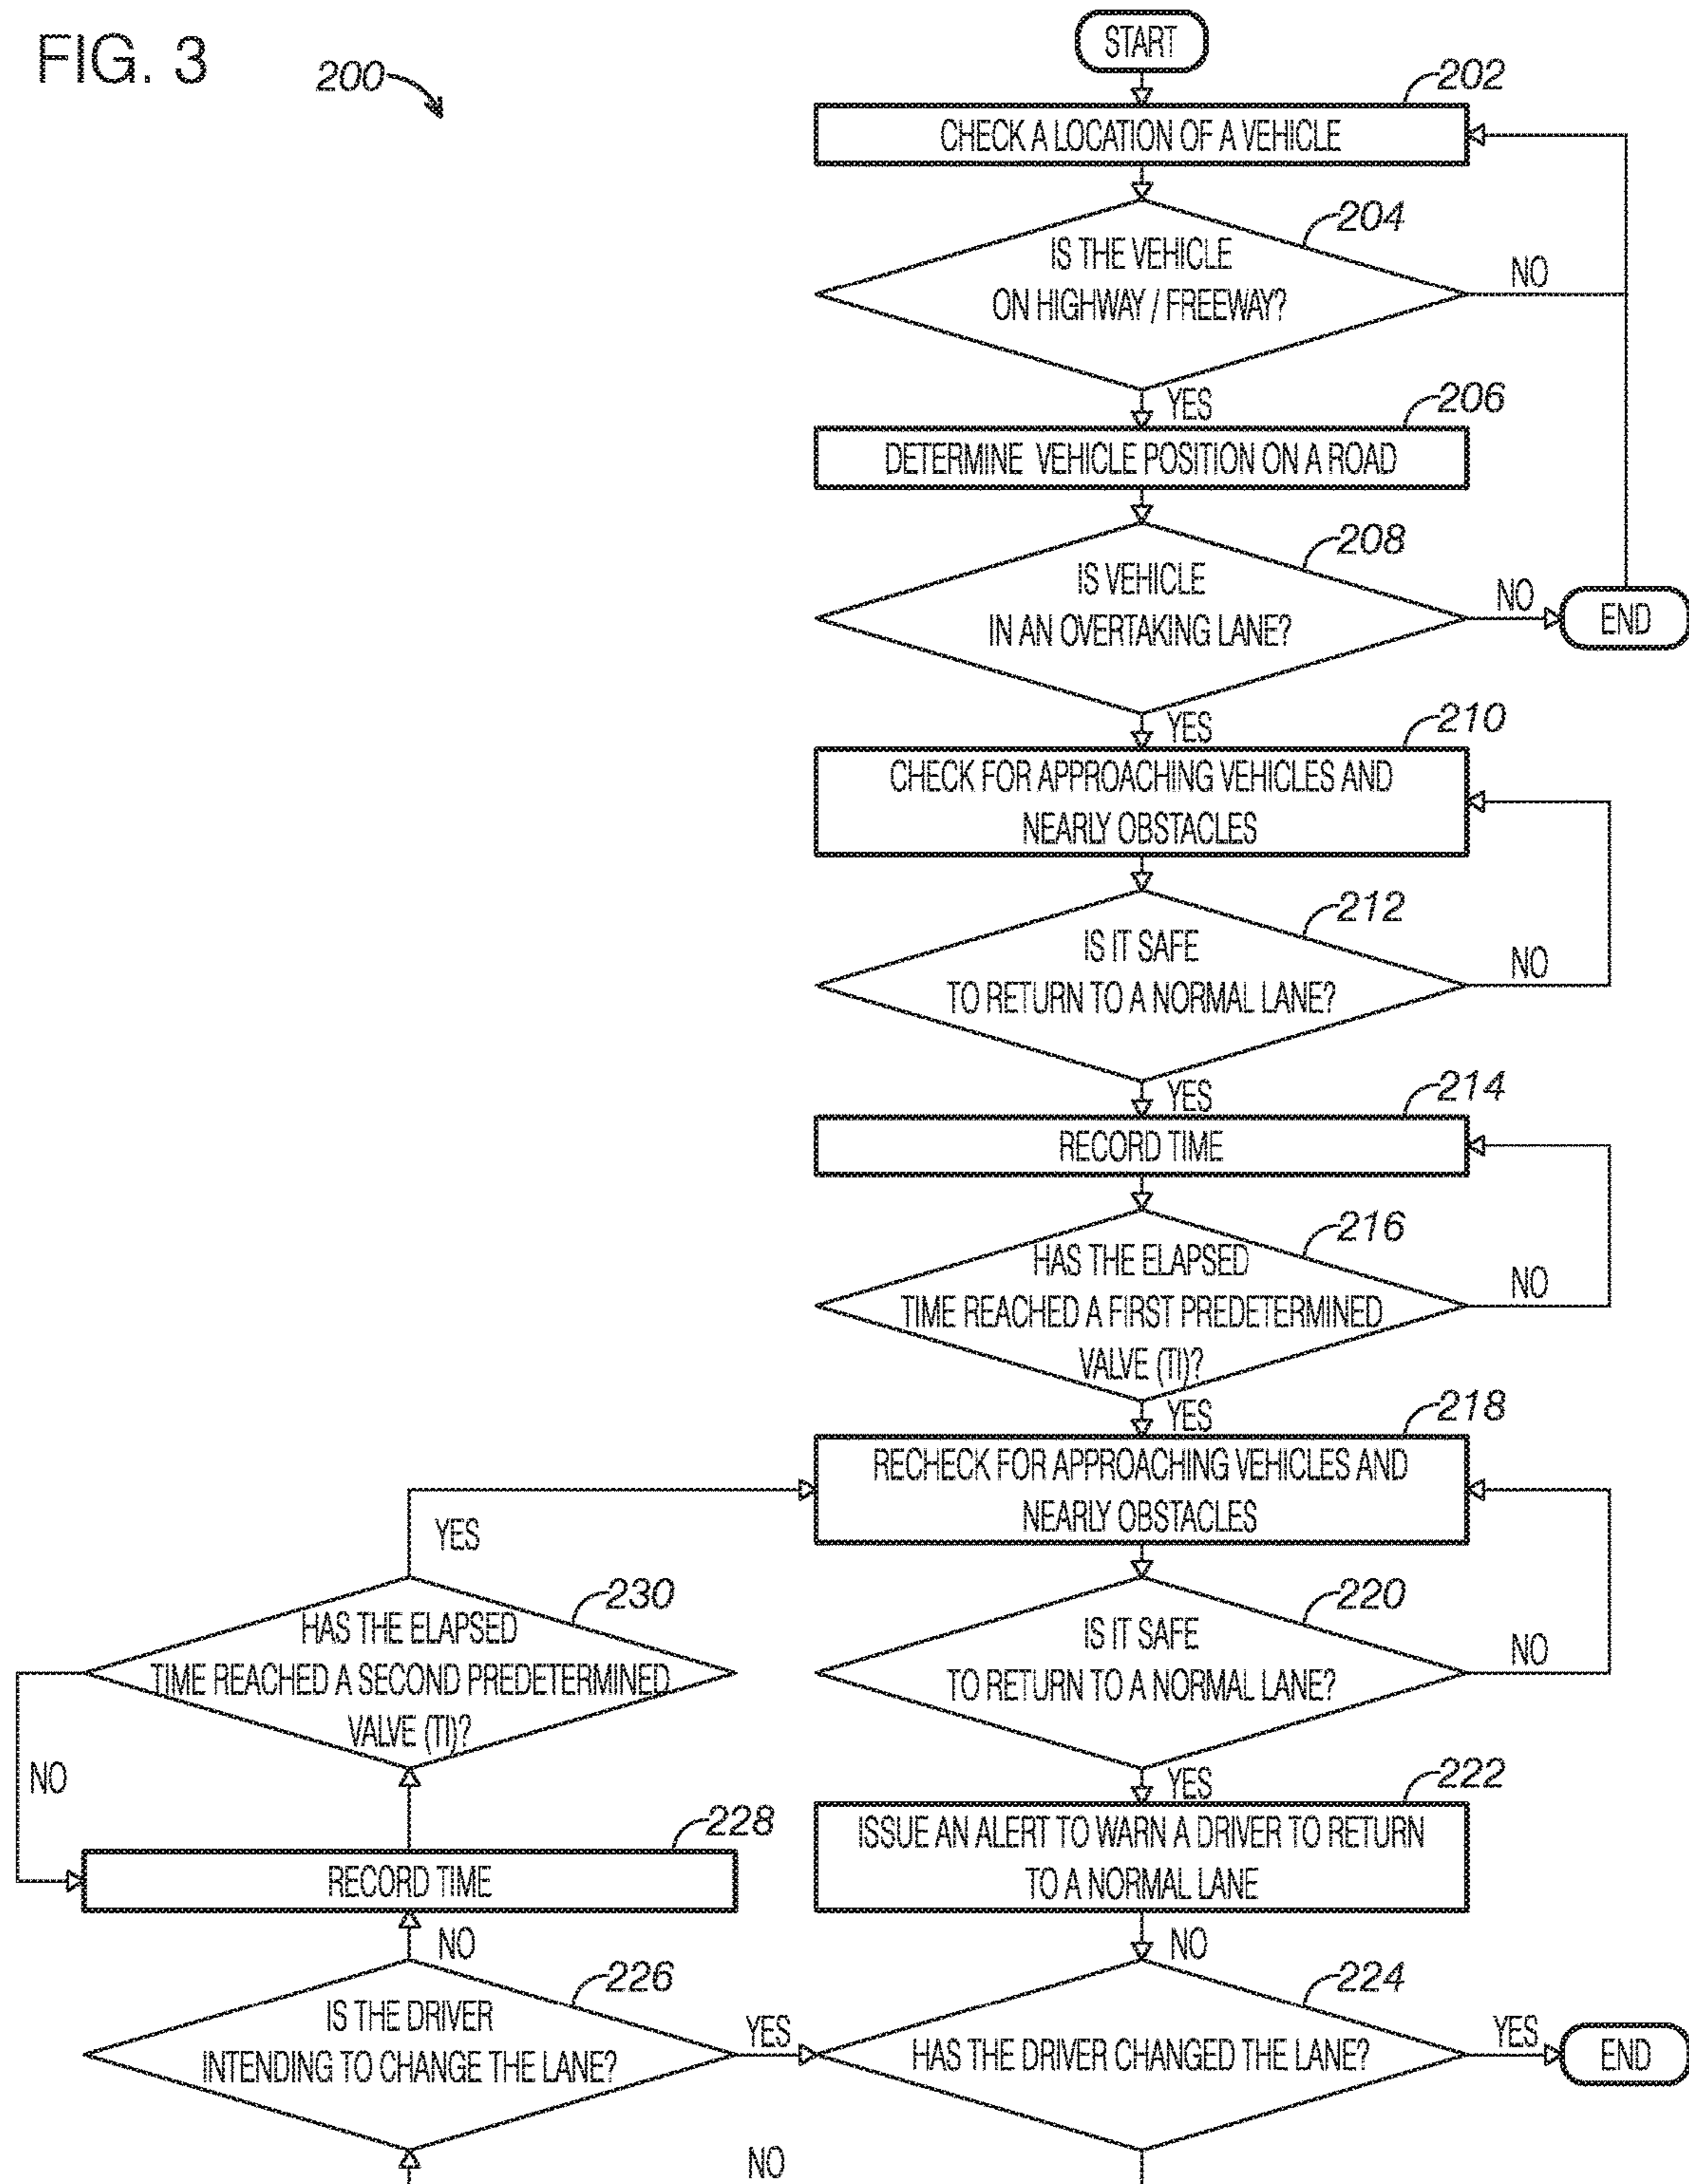 FIG. 3
200
START
202
CHECK A LOCATION OF A VEHICLE
204
IS THE VEHICLE
ON HIGHWAY / FREEWAY?
NO
YES
206
DETERMINE VEHICLE POSITION ON A ROAD
208
IS VEHICLE
IN AN OVERTAKING LANE?
NO
END
YES
210
CHECK FOR APPROACHING VEHICLES AND
NEARLY OBSTACLES
212
IS IT SAFE
TO RETURN TO A NORMAL LANE?
NO
YES
214
RECORD TIME
216
HAS THE ELAPSED
TIME REACHED A FIRST PREDETERMINED
VALVE (TI)?
NO
YES
218
RECHECK FOR APPROACHING VEHICLES AND
NEARLY OBSTACLES
YES
230
HAS THE ELAPSED
TIME REACHED A SECOND PREDETERMINED
VALVE (TI)?
NO
220
IS IT SAFE
TO RETURN TO A NORMAL LANE?
NO
YES
222
ISSUE AN ALERT TO WARN A DRIVER TO RETURN
TO A NORMAL LANE
228
RECORD TIME
NO
NO
226
IS THE DRIVER
INTENDING TO CHANGE THE LANE?
YES
224
HAS THE DRIVER CHANGED THE LANE?
YES
END
NO